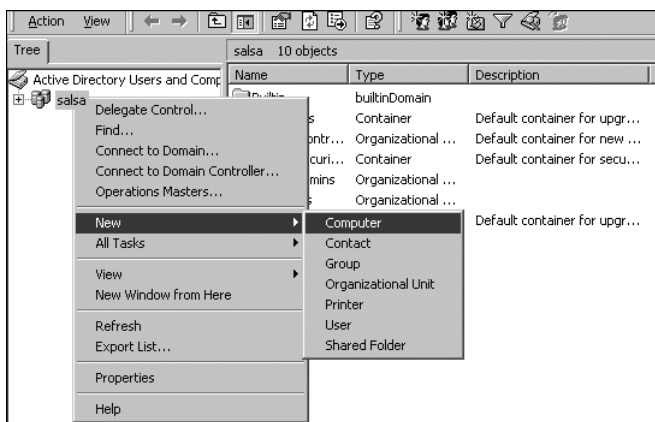 Action View
Tree
salsa 10 objects
Active Directory Users and Comp
Name Type Description
salsa
builtinDomain
Container Default container for upgr...
Organizational ... Default container for new ...
Container Default container for secu...
Organizational ...
Organizational ...
Default container for upgr...
Delegate Control...
Find...
Connect to Domain...
Connect to Domain Controller...
Operations Masters...
New
All Tasks
View
New Window from Here
Refresh
Export List...
Properties
Help
Computer
Contact
Group
Organizational Unit
Printer
User
Shared Folder